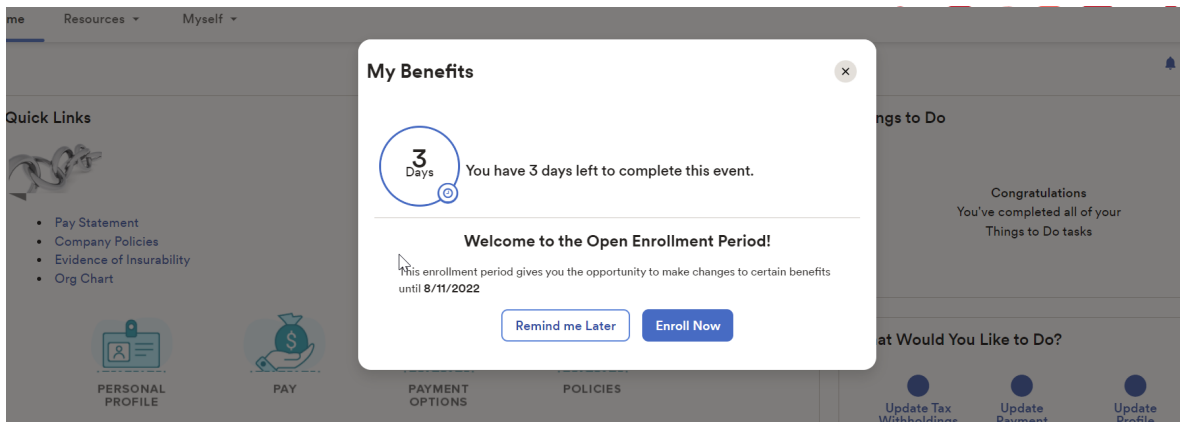 me Resources Myself
My Benefits
Quick Links
ngs to Do
3
Days
You have 3 days left to complete this event.
Congratulations
You've completed all of your
Things to Do tasks
Pay Statement
Company Policies
Evidence of Insurability
Org Chart
Welcome to the Open Enrollment Period!
This enrollment period gives you the opportunity to make changes to certain benefits
until 8/11/2022
Remind me Later Enroll Now
at Would You Like to Do?
PERSONAL
PROFILE
PAY
PAYMENT
OPTIONS
POLICIES
Update Tax
Withholdings
Update
Payment
Update
Profile